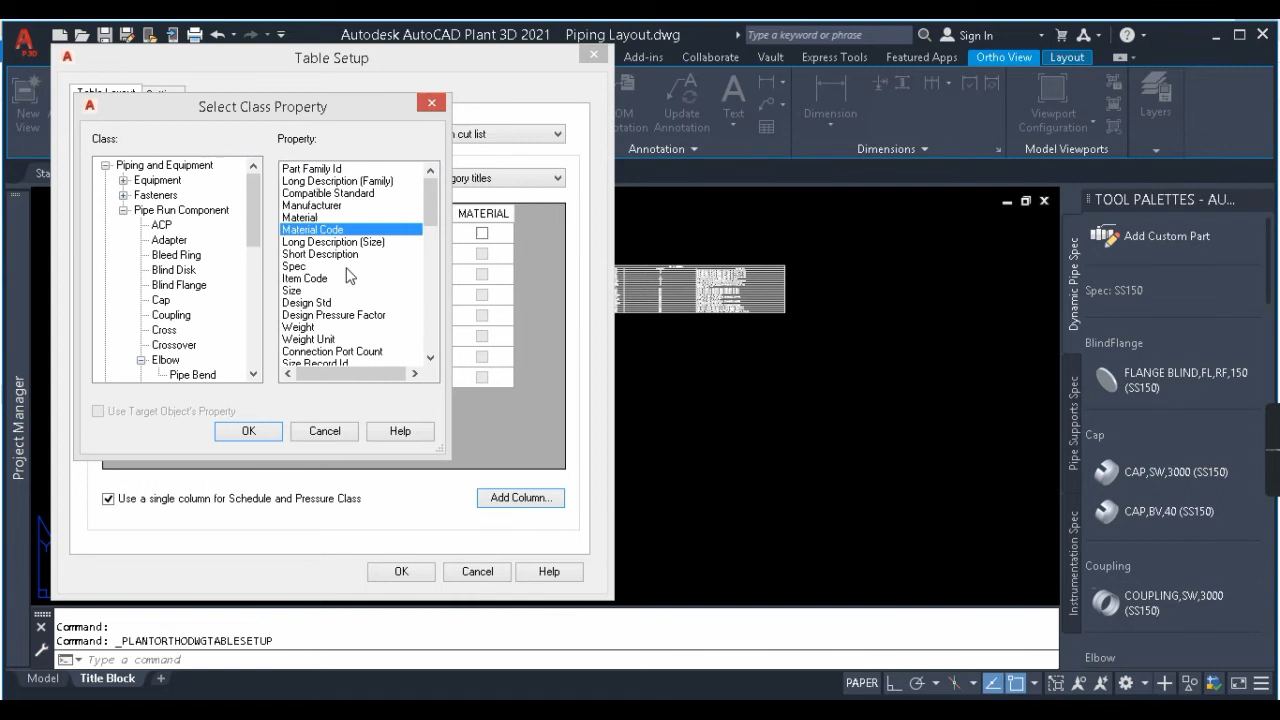 Autodesk AutoCAD Plant 3D 2021 Piping Layout.dwg
Type a keyword or phrase
Sign In
P3D
Table Setup
Add-ins Collaborate Vault Express Tools Featured Apps Ortho View Layout
New
View
Update
Annotation
Text
Dimension
Viewport
Configuration
Layers
Annotation
Dimensions
Model Viewports
Select Class Property
Class:
Property:
Piping and Equipment
Equipment
Fasteners
Pipe Run Component
ACP
Adapter
Bleed Ring
Blind Disk
Blind Flange
Cap
Coupling
Cross
Crossover
Elbow
Pipe Bend
Part Family Id
Long Description (Family)
Compatible Standard
Manufacturer
Material
Material Code
Long Description (Size)
Short Description
Spec
Item Code
Size
Design Std
Design Pressure Factor
Weight
Weight Unit
Connection Port Count
Size Record Id
Use Target Object's Property
OK
Cancel
Help
cut list
titles
MATERIAL
Use a single column for Schedule and Pressure Class
Add Column...
OK
Cancel
Help
Project Manager
TOOL PALETTES - AU...
Add Custom Part
Spec: SS150
BlindFlange
FLANGE BLIND,FL,RF,150
(SS150)
Cap
CAP,SW,3000 (SS150)
CAP,BV,40 (SS150)
Coupling
COUPLING,SW,3000
(SS150)
Elbow
Dynamic Pipe Spec
Pipe Supports Spec
Instrumentation Spec
Command:
Command: _PLANTORTHODWGTABLESETUP
Type a command
Model
Title Block
PAPER